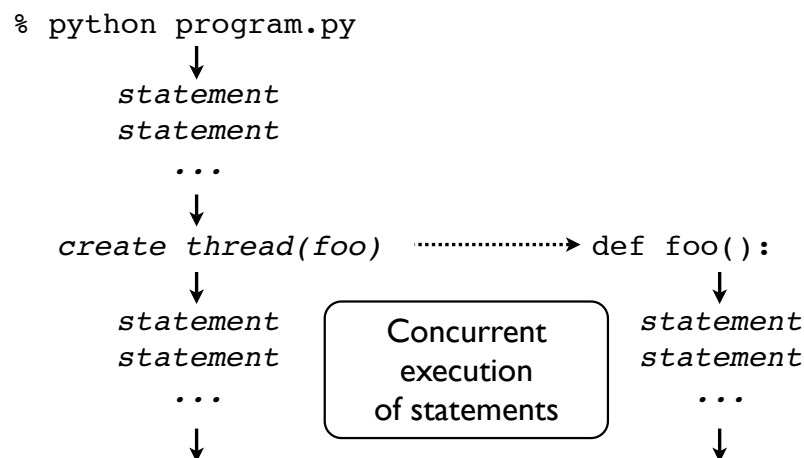 % python program.py
statement
statement
...
create thread(foo)
def foo():
statement
statement
...
Concurrent
execution
of statements
statement
statement
...